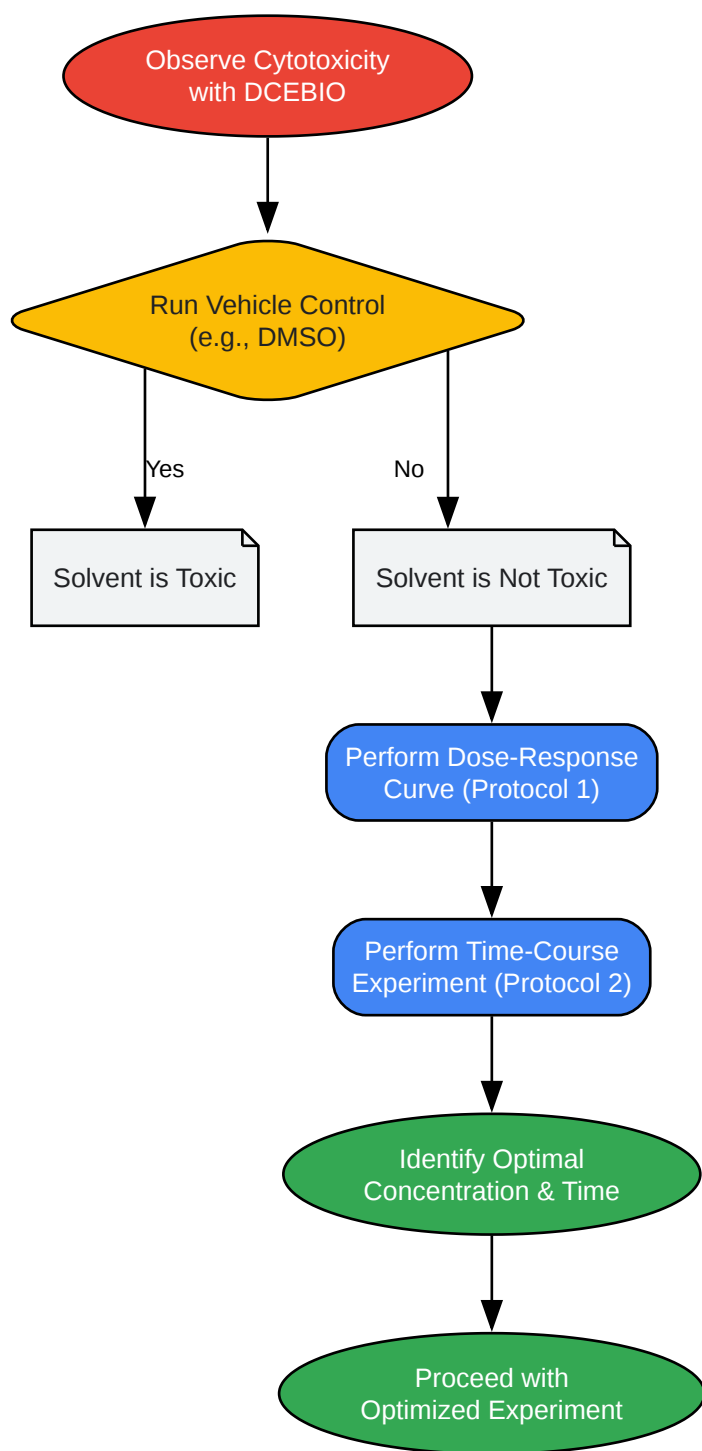 Observe Cytotoxicity
with DCEBIO
Run Vehicle Control
(e.g., DMSO)
Yes
No
Solvent is Toxic
Solvent is Not Toxic
Perform Dose-Response
Curve (Protocol 1)
Perform Time-Course
Experiment (Protocol 2)
Identify Optimal
Concentration & Time
Proceed with
Optimized Experiment